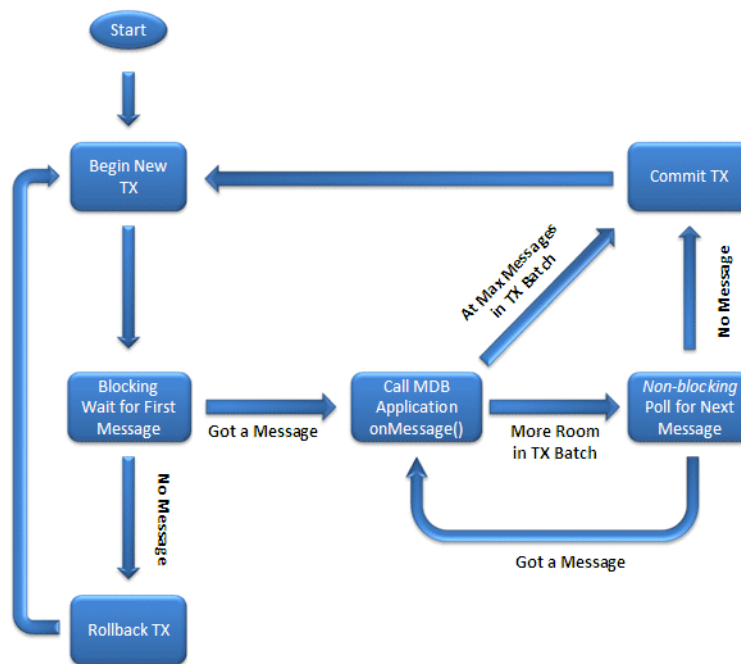 Start
Begin New
TX
Commit TX
At Max Messages
in TX Batch
No Message
Blocking
Wait for First
Message
Got a Message
Call MDB
Application
onMessage()
More Room
in TX Batch
Non-blocking
Poll for Next
Message
No Message
Got a Message
Rollback TX